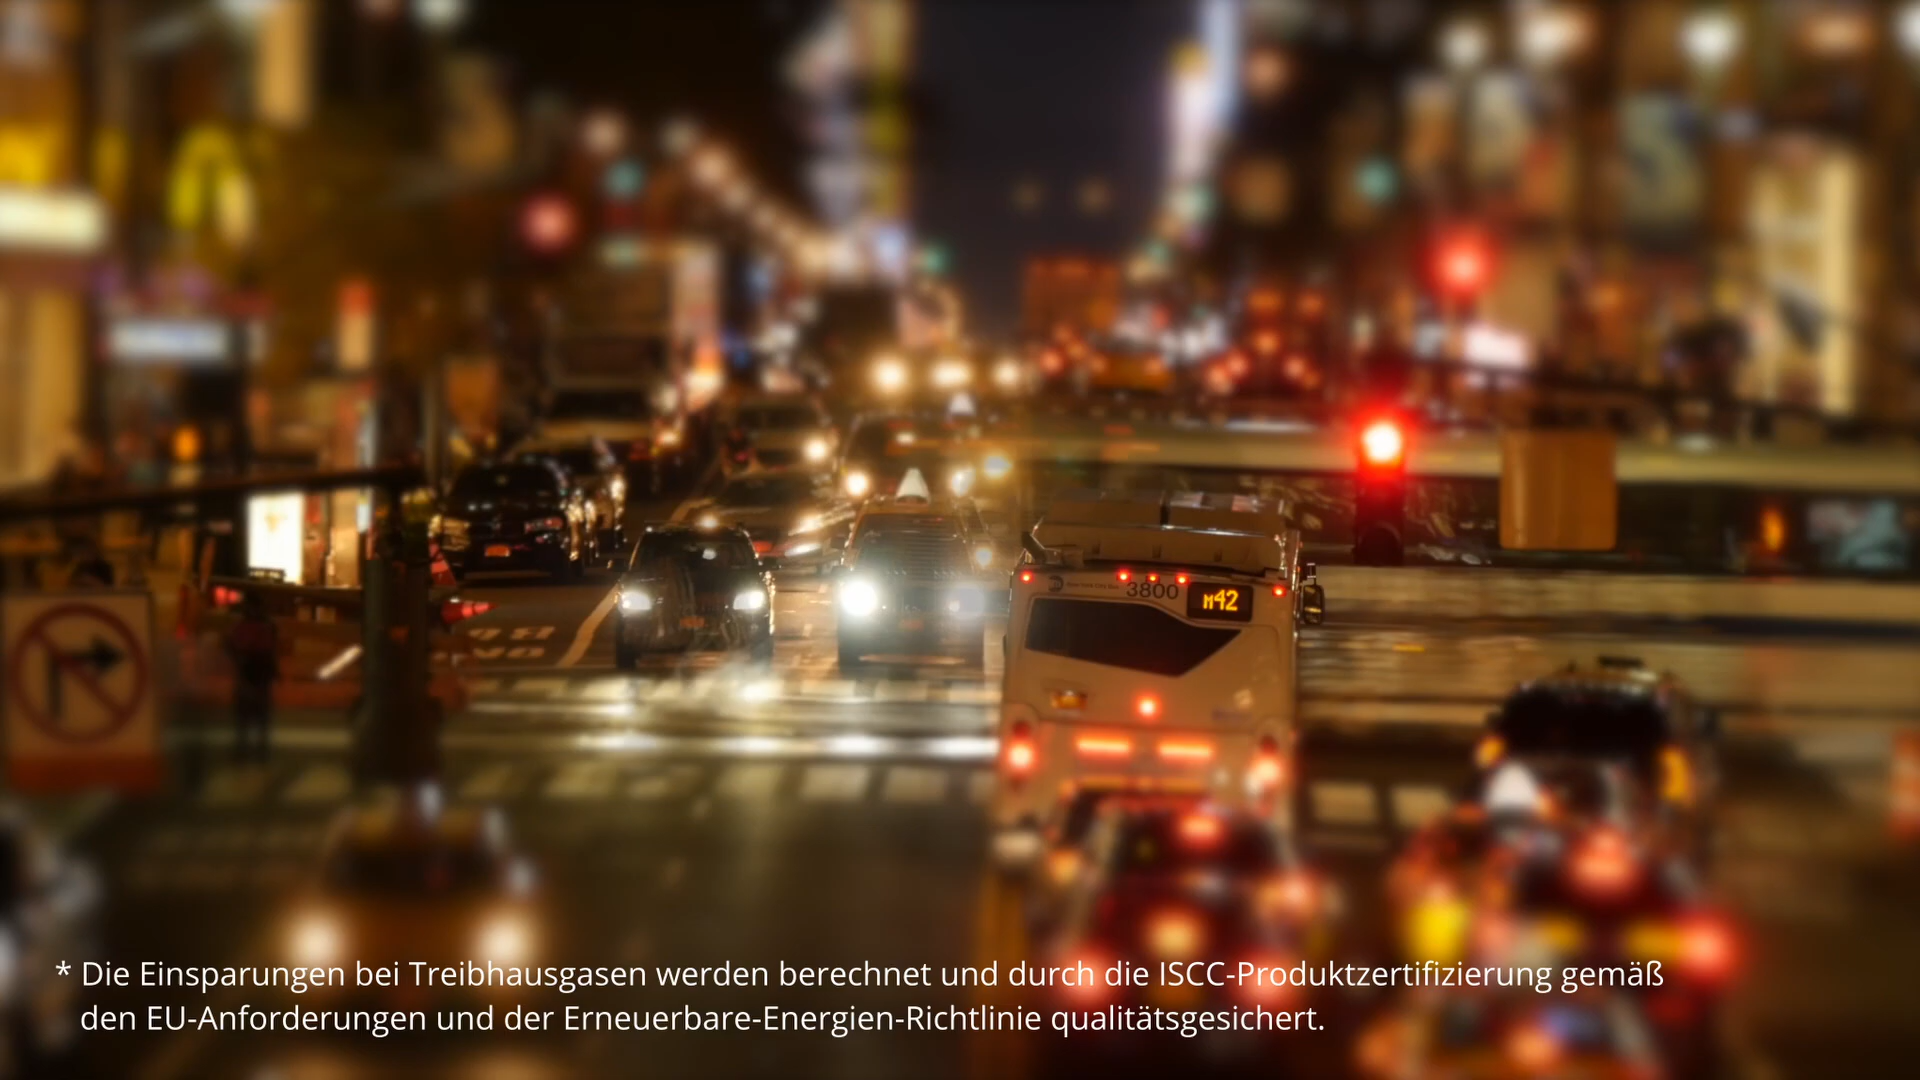 3800
M42
* Die Einsparungen bei Treibhausgasen werden berechnet und durch die ISCC-Produktzertifizierung gemäß
den EU-Anforderungen und der Erneuerbare-Energien-Richtlinie qualitätsgesichert.